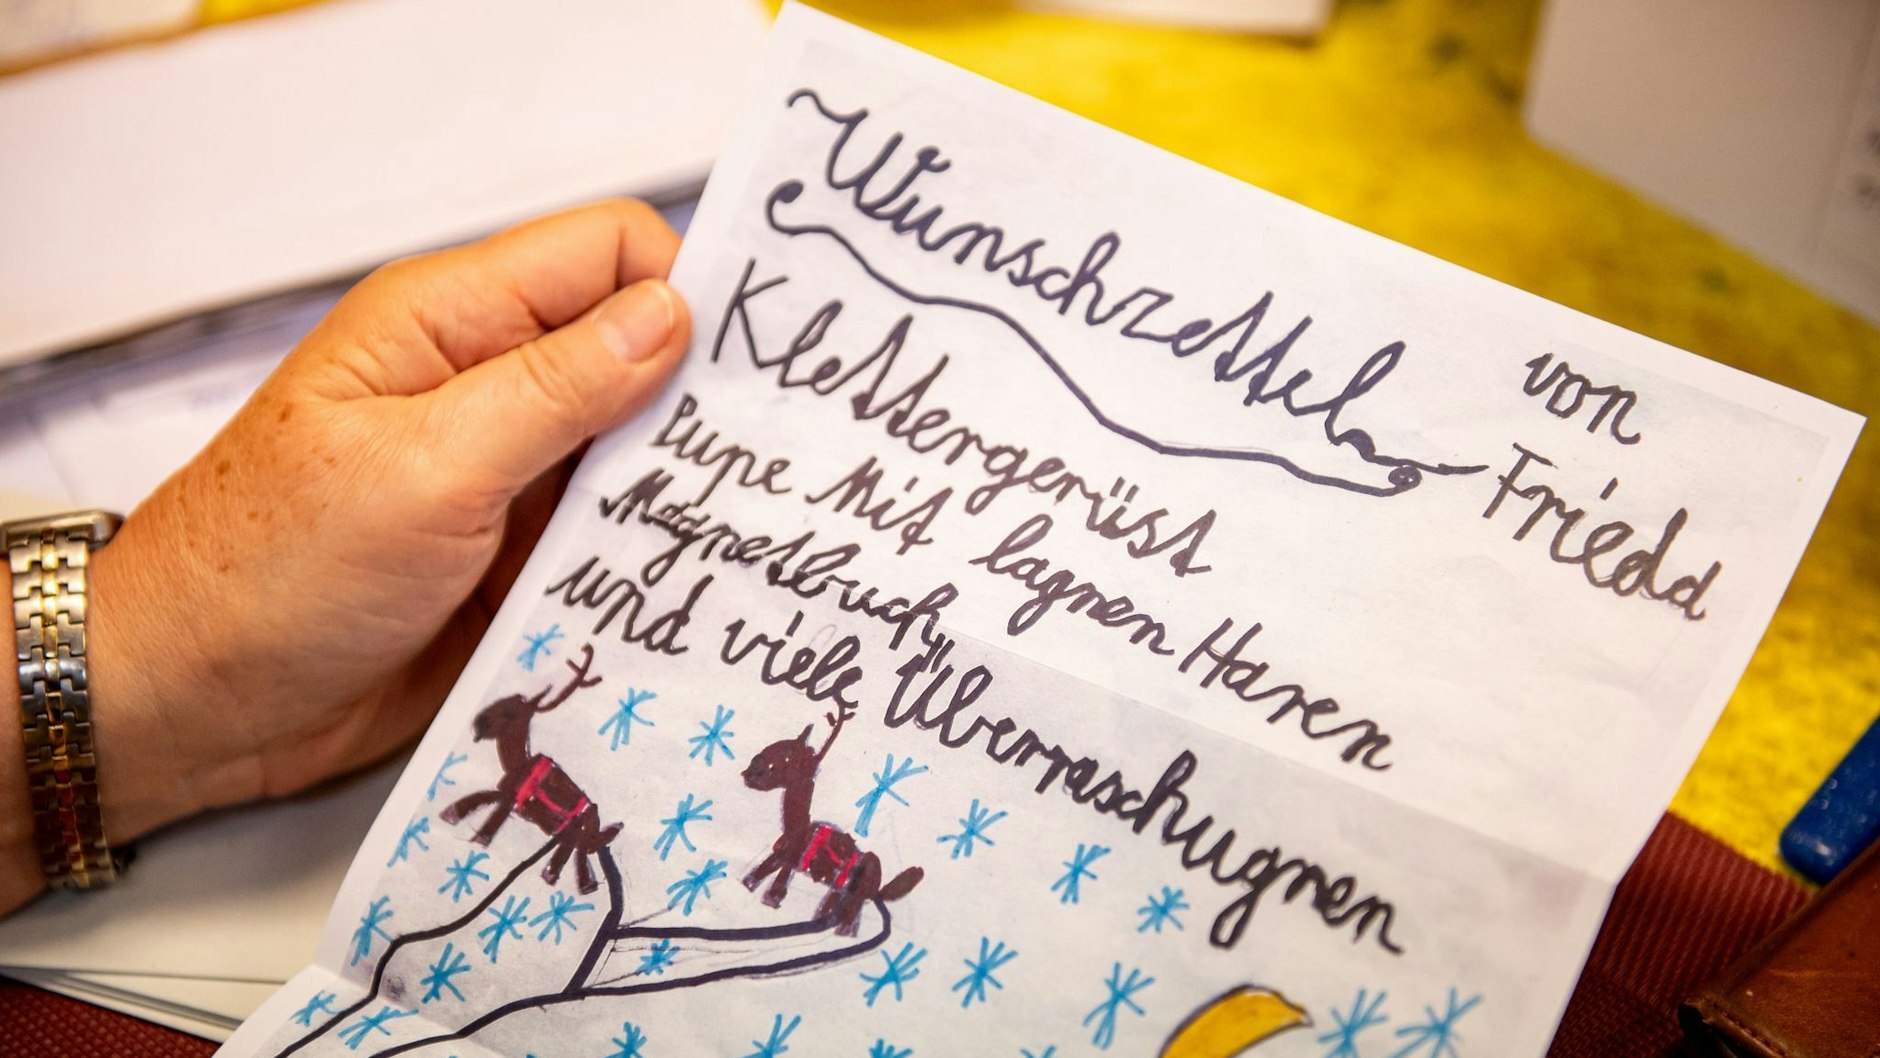 Wunschzettel
von
Friedd
Klettergerüst
Pupe Mit lagnen Haren
Magnetbuch
und viele Überraschugnen